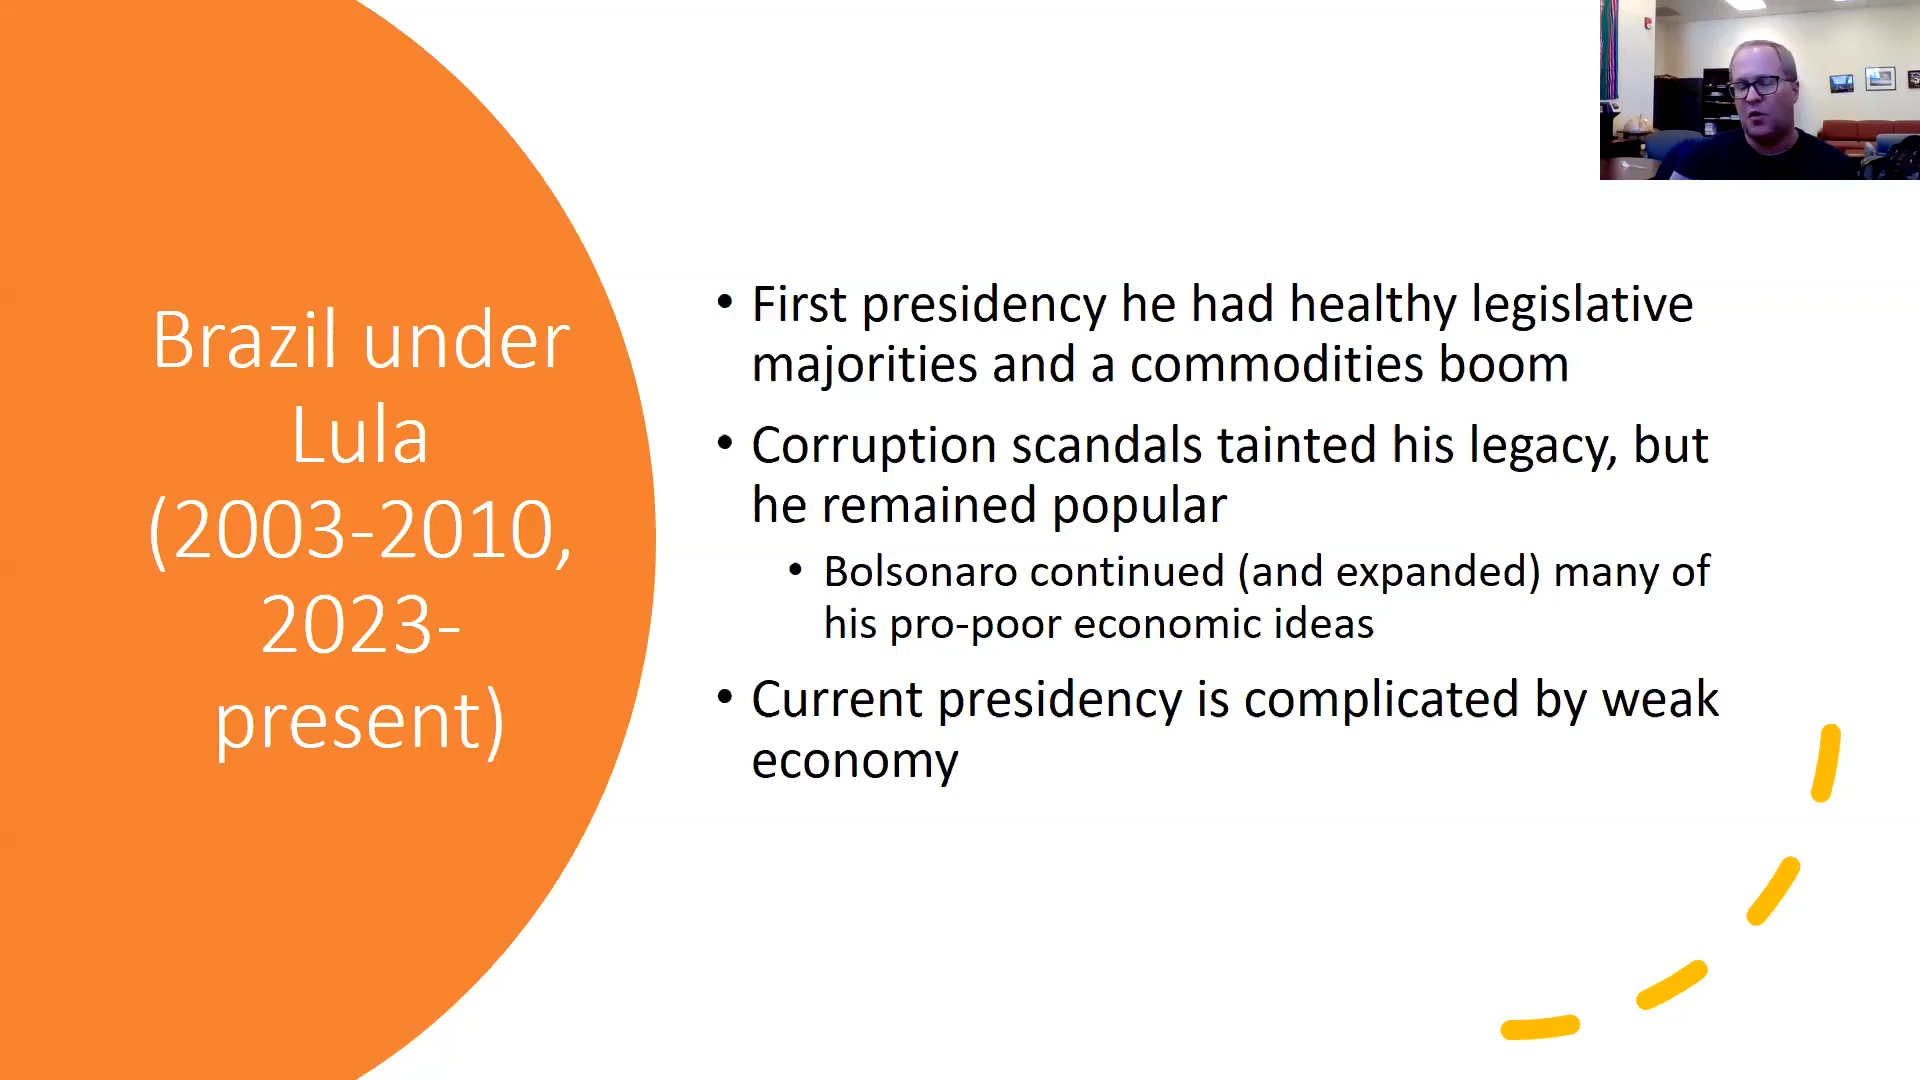 Brazil under
Lula
(2003-2010,
2023-
present)
• First presidency he had healthy legislative
majorities and a commodities boom
• Corruption scandals tainted his legacy, but
he remained popular
• Bolsonaro continued (and expanded) many of
his pro-poor economic ideas
• Current presidency is complicated by weak
economy